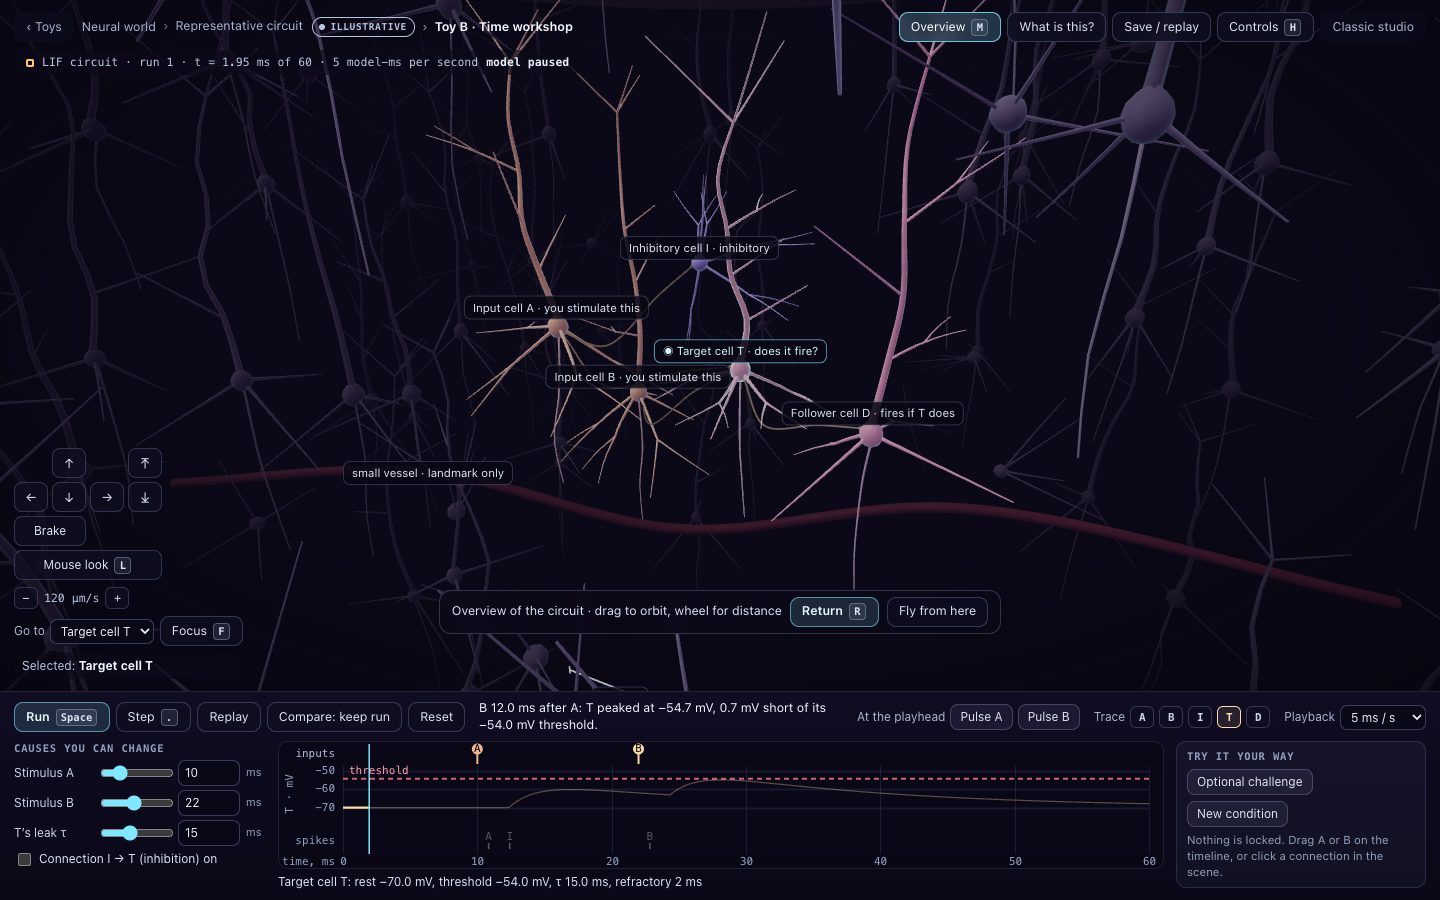 ‹ Toys Neural world › Representative circuit ILLUSTRATIVE › Toy B · Time workshop
Overview M What is this? Save / replay Controls H Classic studio
LIF circuit · run 1 · t = 1.95 ms of 60 · 5 model-ms per second model paused
Inhibitory cell I · inhibitory
Input cell A · you stimulate this
Target cell T · does it fire?
Input cell B · you stimulate this
Follower cell D · fires if T does
small vessel · landmark only
↑ ⤒
← ↓ → ⤓
Brake
Mouse look L
− 120 µm/s +
Go to Target cell T Focus F
Selected: Target cell T
Overview of the circuit · drag to orbit, wheel for distance Return R Fly from here
Run Space Step . Replay Compare: keep run Reset
B 12.0 ms after A: T peaked at −54.7 mV, 0.7 mV short of its
−54.0 mV threshold.
At the playhead Pulse A Pulse B Trace A B I T D Playback 5 ms / s
CAUSES YOU CAN CHANGE
Stimulus A 10 ms
Stimulus B 22 ms
T's leak τ 15 ms
Connection I → T (inhibition) on
inputs A B
−50 threshold
−60
−70
T · mV
A I B
spikes
time, ms 0 10 20 30 40 50 60
Target cell T: rest −70.0 mV, threshold −54.0 mV, τ 15.0 ms, refractory 2 ms
TRY IT YOUR WAY
Optional challenge
New condition
Nothing is locked. Drag A or B on the
timeline, or click a connection in the
scene.